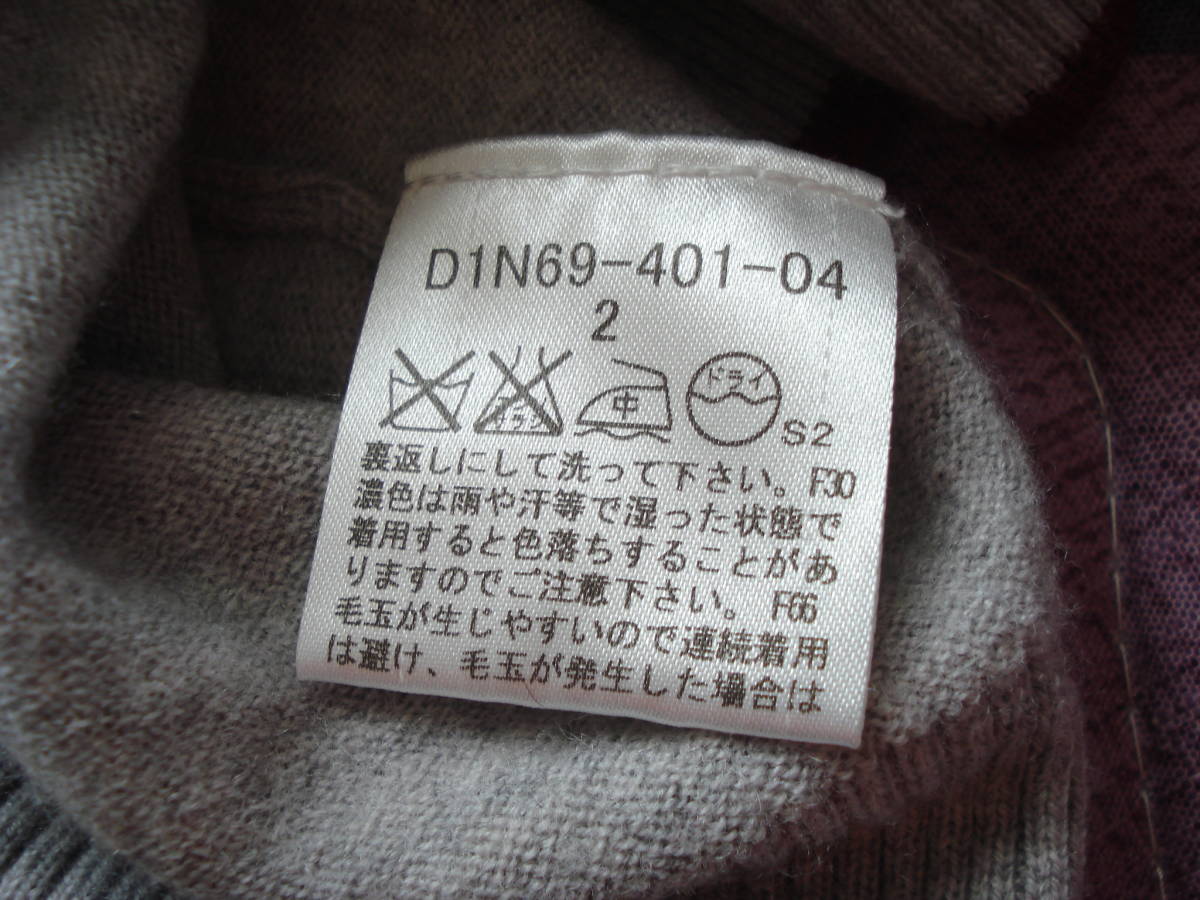 D1N69-401-04
2
中 ドライ S2
裏返しにして洗って下さい。F30
濃色は雨や汗等で湿った状態で
着用すると色落ちすることがあ
りますのでご注意下さい。 F66
毛玉が生じやすいので連続着用
は避け、毛玉が発生した場合は